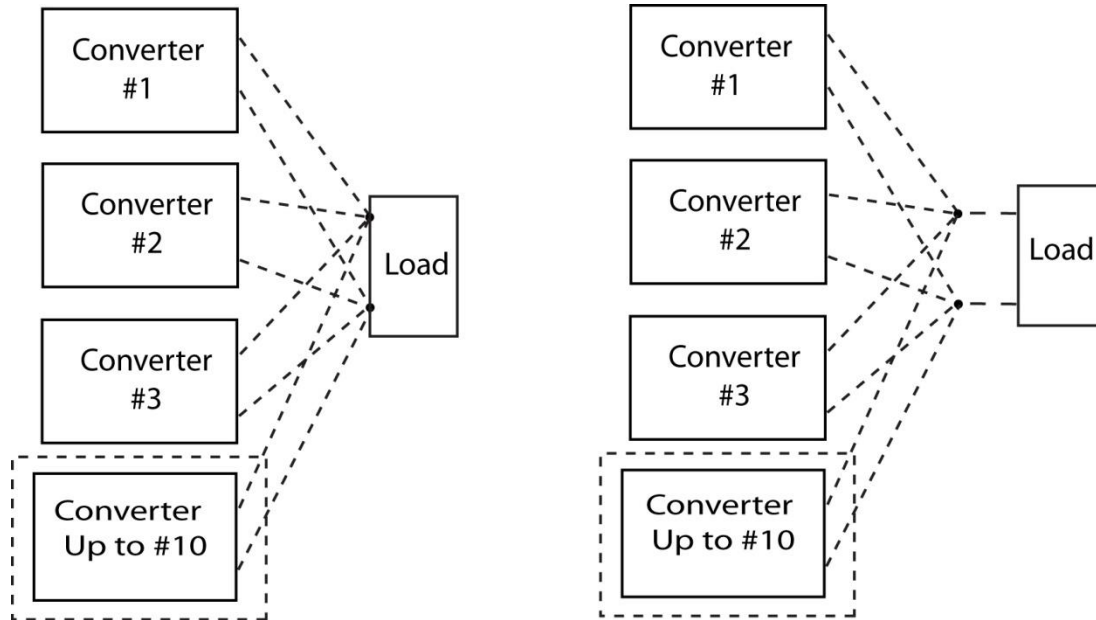 Converter
#1
Converter
#2
Converter
#3
Converter
Up to #10
Load
Converter
#1
Converter
#2
Converter
#3
Converter
Up to #10
Load